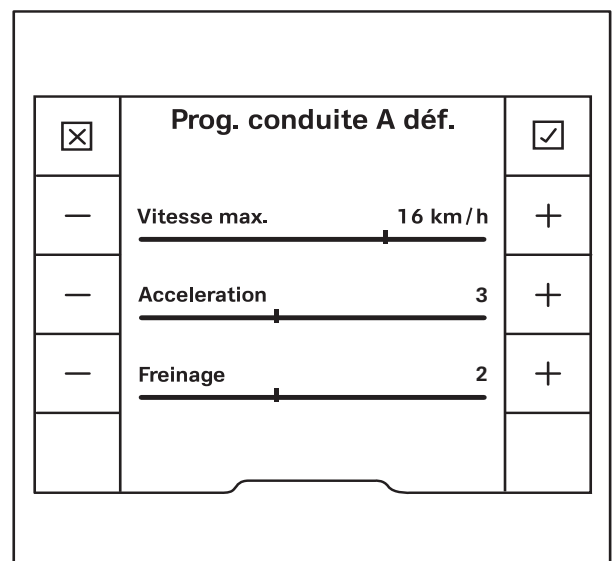 Prog. conduite A déf.
Vitesse max. 16 km/h
Acceleration 3
Freinage 2